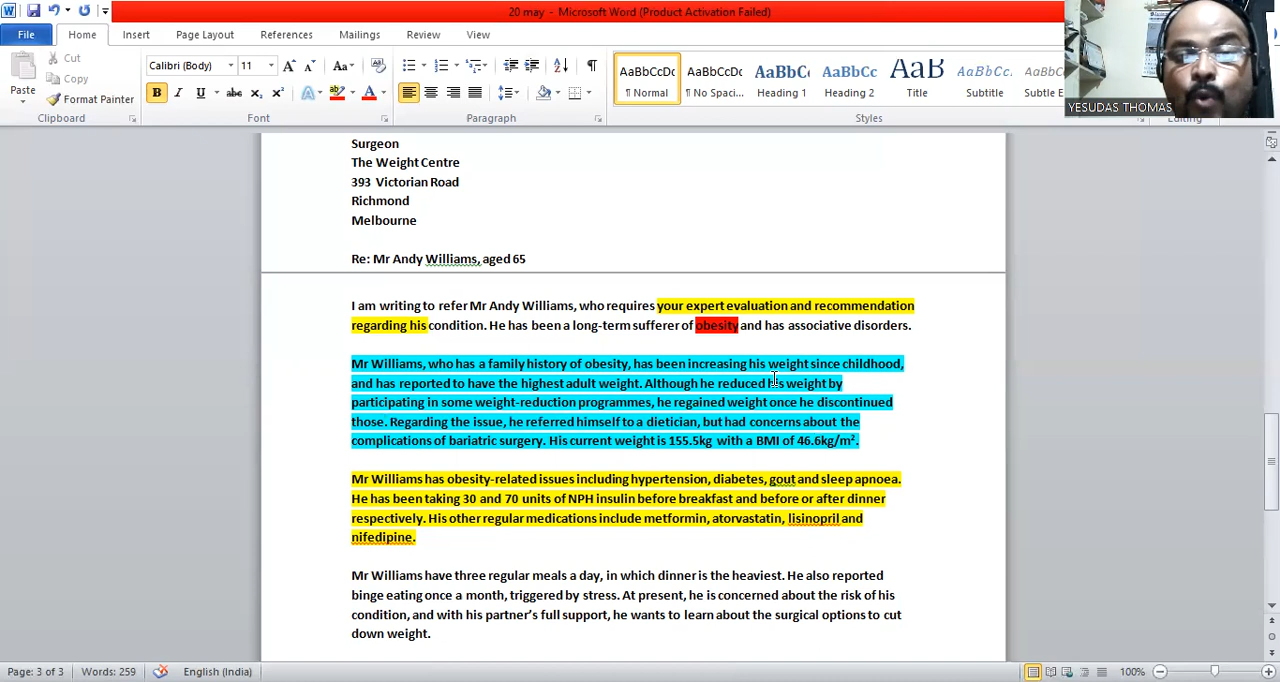 20 may - Microsoft Word (Product Activation Failed)
File Home Insert Page Layout References Mailings Review View
Cut
Copy
Format Painter
Paste
Clipboard
Calibri (Body) 11
Font
Paragraph
AaBbCcDc AaBbCcDc AaBbCc AaBbCc AaB AaBbCcDc. AaBbCcDc
¶ Normal ¶ No Spaci... Heading 1 Heading 2 Title Subtitle Subtle E
Styles
Editing
YESUDAS THOMAS
Surgeon
The Weight Centre
393 Victorian Road
Richmond
Melbourne
Re: Mr Andy Williams, aged 65
I am writing to refer Mr Andy Williams, who requires your expert evaluation and recommendation
regarding his condition. He has been a long-term sufferer of obesity and has associative disorders.
Mr Williams, who has a family history of obesity, has been increasing his weight since childhood,
and has reported to have the highest adult weight. Although he reduced his weight by
participating in some weight-reduction programmes, he regained weight once he discontinued
those. Regarding the issue, he referred himself to a dietician, but had concerns about the
complications of bariatric surgery. His current weight is 155.5kg with a BMI of 46.6kg/m².
Mr Williams has obesity-related issues including hypertension, diabetes, gout and sleep apnoea.
He has been taking 30 and 70 units of NPH insulin before breakfast and before or after dinner
respectively. His other regular medications include metformin, atorvastatin, lisinopril and
nifedipine.
Mr Williams have three regular meals a day, in which dinner is the heaviest. He also reported
binge eating once a month, triggered by stress. At present, he is concerned about the risk of his
condition, and with his partner's full support, he wants to learn about the surgical options to cut
down weight.
Page: 3 of 3 Words: 259 English (India) 100%